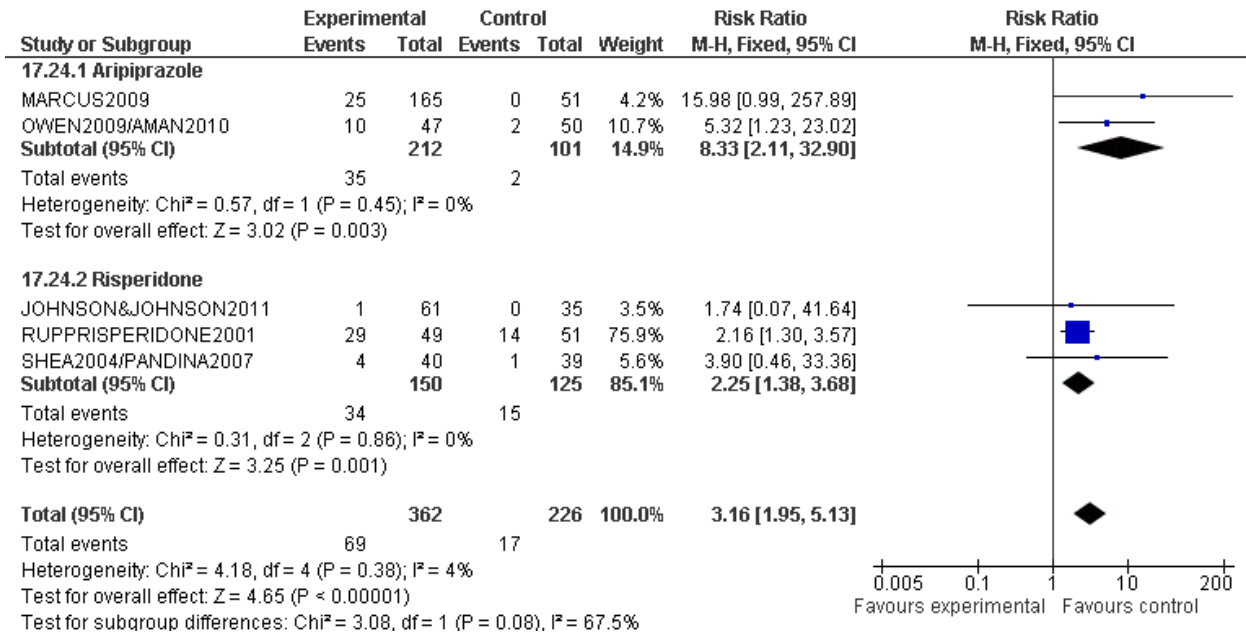 Experimental Control Risk Ratio Risk Ratio
Study or Subgroup Events Total Events Total Weight M-H, Fixed, 95% CI M-H, Fixed, 95% CI
17.24.1 Aripiprazole
MARCUS2009 25 165 0 51 4.2% 15.98 [0.99, 257.89]
OWEN2009/AMAN2010 10 47 2 50 10.7% 5.32 [1.23, 23.02]
Subtotal (95% CI) 212 101 14.9% 8.33 [2.11, 32.90]
Total events 35 2
Heterogeneity: Chi² = 0.57, df = 1 (P = 0.45); I² = 0%
Test for overall effect: Z = 3.02 (P = 0.003)
17.24.2 Risperidone
JOHNSON&JOHNSON2011 1 61 0 35 3.5% 1.74 [0.07, 41.64]
RUPPRISPERIDONE2001 29 49 14 51 75.9% 2.16 [1.30, 3.57]
SHEA2004/PANDINA2007 4 40 1 39 5.6% 3.90 [0.46, 33.36]
Subtotal (95% CI) 150 125 85.1% 2.25 [1.38, 3.68]
Total events 34 15
Heterogeneity: Chi² = 0.31, df = 2 (P = 0.86); I² = 0%
Test for overall effect: Z = 3.25 (P = 0.001)
Total (95% CI) 362 226 100.0% 3.16 [1.95, 5.13]
Total events 69 17
Heterogeneity: Chi² = 4.18, df = 4 (P = 0.38); I² = 4%
Test for overall effect: Z = 4.65 (P < 0.00001)
Test for subgroup differences: Chi² = 3.08, df = 1 (P = 0.08), I² = 67.5%
0.005 0.1 1 10 200
Favours experimental Favours control